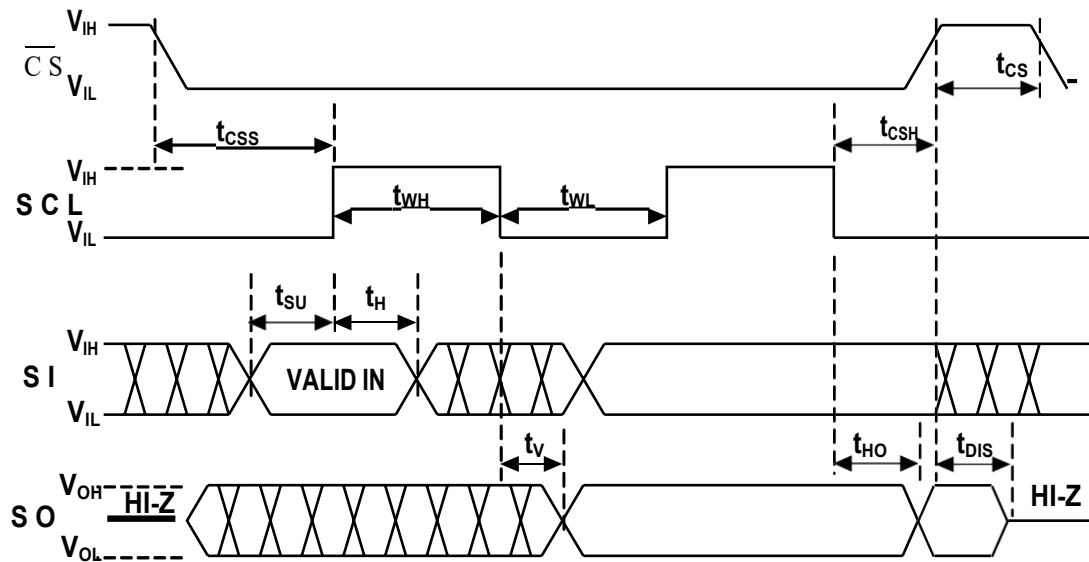 VIH
CS
VIL
tCS
tCSS
tCSH
VIH
SCL
VIL
tWH
tWL
tSU
tH
VIH
SI
VALID IN
VIL
tV
tHO
tDIS
VOH
HI-Z
HI-Z
SO
VOL